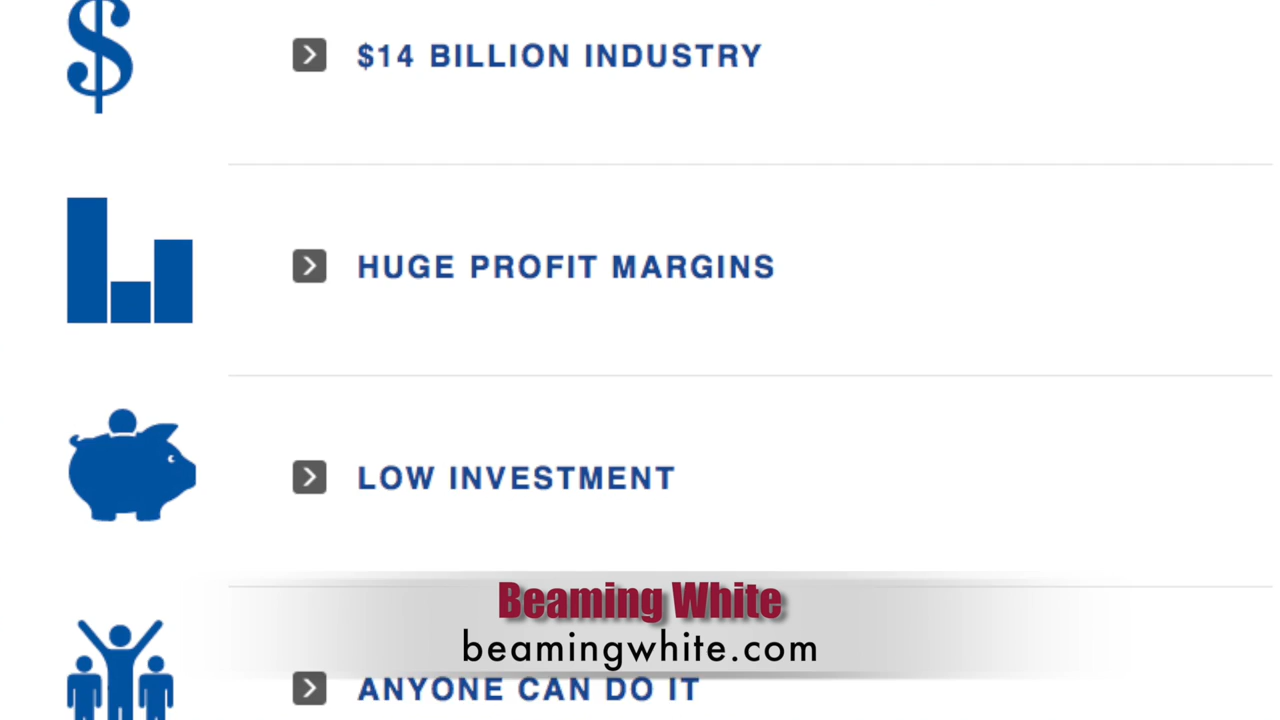 $14 BILLION INDUSTRY
HUGE PROFIT MARGINS
LOW INVESTMENT
Beaming White
beamingwhite.com
ANYONE CAN DO IT